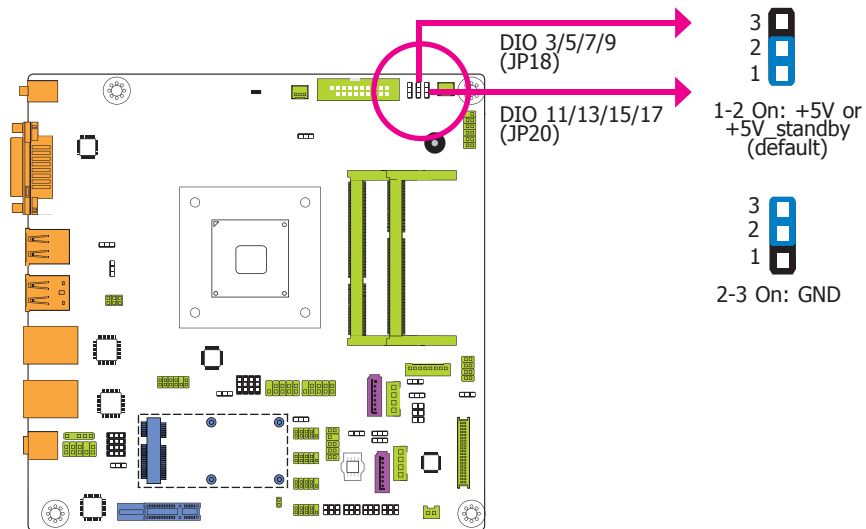 DIO 3/5/7/9
(JP18)
DIO 11/13/15/17
(JP20)
3
2
1
1-2 On: +5V or
+5V_standby
(default)
3
2
1
2-3 On: GND